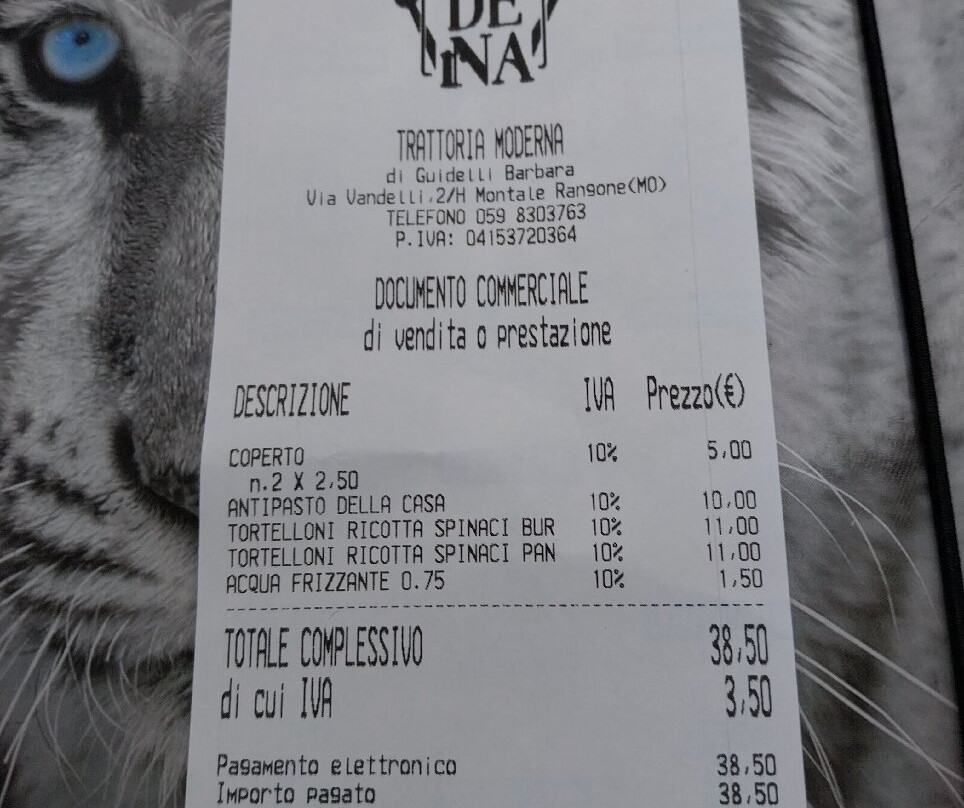 DE
NA
TRATTORIA MODERNA
di Guidelli Barbara
Via Vandelli,2/H Montale Rangone(MO)
TELEFONO 059 8303763
P.IVA: 04153720364
DOCUMENTO COMMERCIALE
di vendita o prestazione
DESCRIZIONE IVA Prezzo(€)
COPERTO 10% 5,00
n.2 X 2,50
ANTIPASTO DELLA CASA 10% 10,00
TORTELLONI RICOTTA SPINACI BUR 10% 11,00
TORTELLONI RICOTTA SPINACI PAN 10% 11,00
ACQUA FRIZZANTE 0.75 10% 1,50
TOTALE COMPLESSIVO 38,50
di cui IVA 3,50
Pagamento elettronico 38,50
Importo pagato 38,50